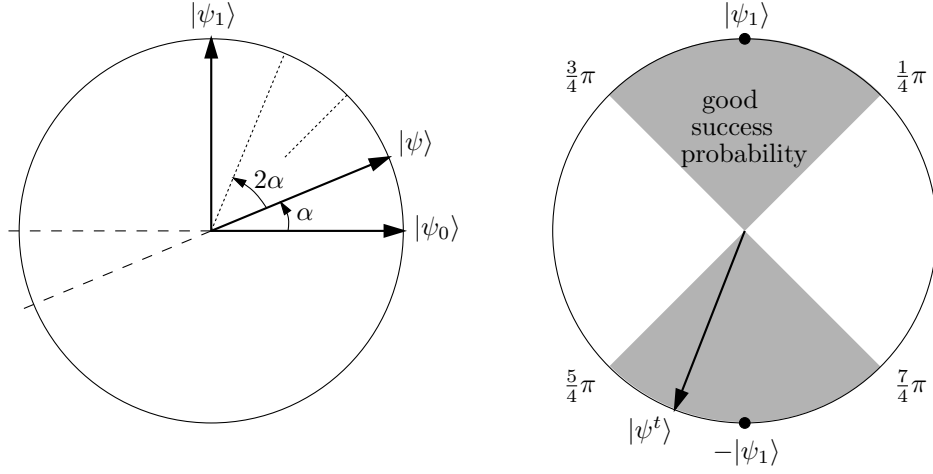 |ψ₁⟩
|ψ⟩
2α
α
|ψ₀⟩
|ψ₁⟩
¾π
¼π
good
success
probability
5/4π
7/4π
|ψᵗ⟩
−|ψ₁⟩